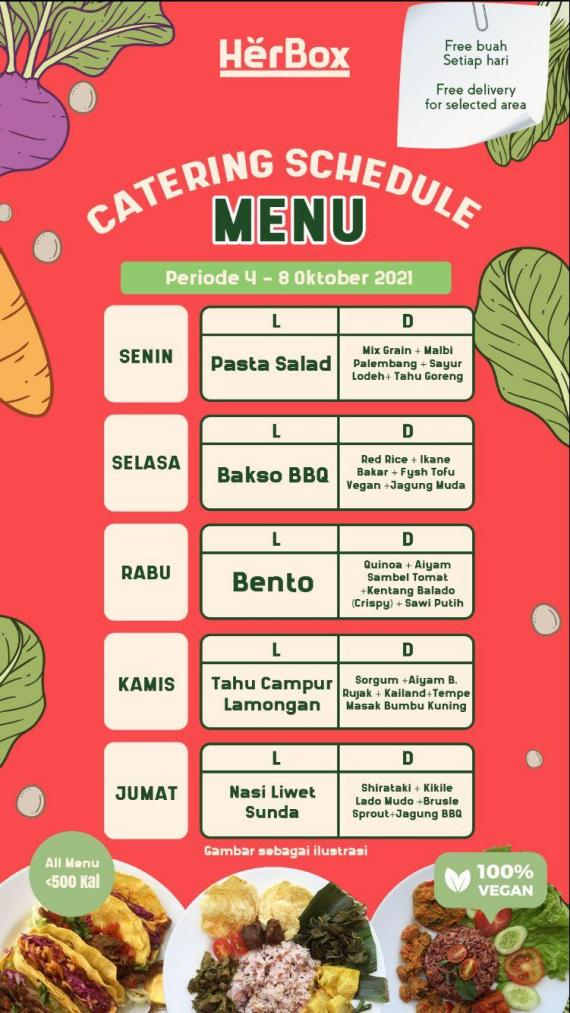 HërBox
Free buah
Setiap hari
Free delivery
for selected area
CATERING SCHEDULE
MENU
Periode 4 - 8 Oktober 2021
SENIN
L
D
Pasta Salad
Mix Grain + Malbi
Palembang + Sayur
Lodeh+ Tahu Goreng
SELASA
L
D
Bakso BBQ
Red Rice + Ikane
Bakar + Fysh Tofu
Vegan +Jagung Muda
RABU
L
D
Bento
Quinoa + Aiyam
Sambel Tomat
+Kentang Balado
(Crispy) + Sawi Putih
KAMIS
L
D
Tahu Campur
Lamongan
Sorgum +Aiyam B.
Rujak + Kailand+Tempe
Masak Bumbu Kuning
JUMAT
L
D
Nasi Liwet
Sunda
Shirataki + Kikile
Lado Mudo +Brusle
Sprout+Jagung BBQ
Gambar sebagai ilustrasi
All Menu
<500 Kal
100%
VEGAN